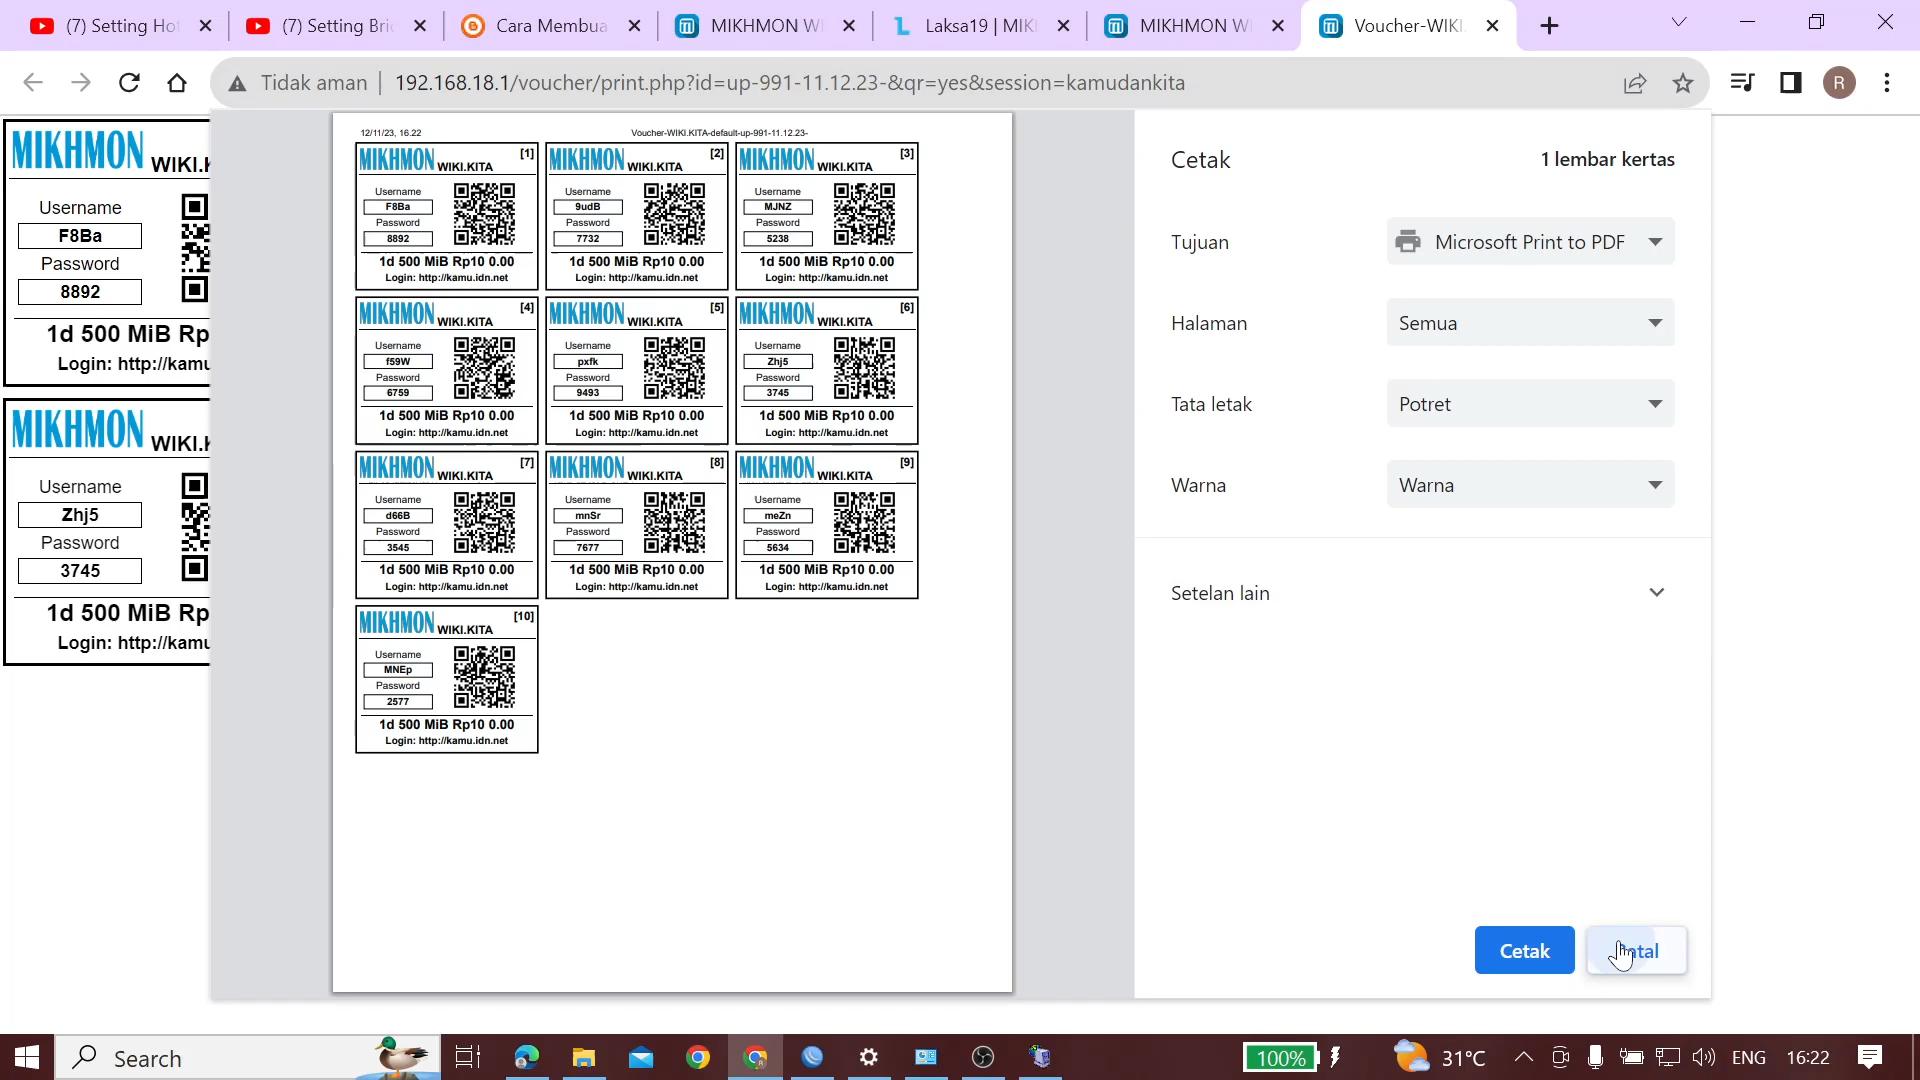 (7) Setting Ho
(7) Setting Bri
Cara Membua
MIKHMON W
Laksa19 | MIK
MIKHMON W
Voucher-WIKI.
Tidak aman
192.168.18.1/voucher/print.php?id=up-991-11.12.23-&qr=yes&session=kamudankita
R
MIKHMON WIKI.K
Username
F8Ba
Password
8892
1d 500 MiB Rp
Login: http://kamu
MIKHMON WIKI.K
Username
Zhj5
Password
3745
1d 500 MiB Rp
Login: http://kamu
12/11/23, 16.22
Voucher-WIKI.KITA-default-up-991-11.12.23-
MIKHMON WIKI.KITA [1]
Username
F8Ba
Password
8892
1d 500 MiB Rp10 0.00
Login: http://kamu.idn.net
MIKHMON WIKI.KITA [2]
Username
9udB
Password
7732
1d 500 MiB Rp10 0.00
Login: http://kamu.idn.net
MIKHMON WIKI.KITA [3]
Username
MJNZ
Password
5238
1d 500 MiB Rp10 0.00
Login: http://kamu.idn.net
MIKHMON WIKI.KITA [4]
Username
f59W
Password
6759
1d 500 MiB Rp10 0.00
Login: http://kamu.idn.net
MIKHMON WIKI.KITA [5]
Username
pxfk
Password
9493
1d 500 MiB Rp10 0.00
Login: http://kamu.idn.net
MIKHMON WIKI.KITA [6]
Username
Zhj5
Password
3745
1d 500 MiB Rp10 0.00
Login: http://kamu.idn.net
MIKHMON WIKI.KITA [7]
Username
d66B
Password
3545
1d 500 MiB Rp10 0.00
Login: http://kamu.idn.net
MIKHMON WIKI.KITA [8]
Username
mnSr
Password
7677
1d 500 MiB Rp10 0.00
Login: http://kamu.idn.net
MIKHMON WIKI.KITA [9]
Username
meZn
Password
5634
1d 500 MiB Rp10 0.00
Login: http://kamu.idn.net
MIKHMON WIKI.KITA [10]
Username
MNEp
Password
2577
1d 500 MiB Rp10 0.00
Login: http://kamu.idn.net
Cetak
1 lembar kertas
Tujuan
Microsoft Print to PDF
Halaman
Semua
Tata letak
Potret
Warna
Warna
Setelan lain
Cetak
Search
100%
31°C
ENG
16:22